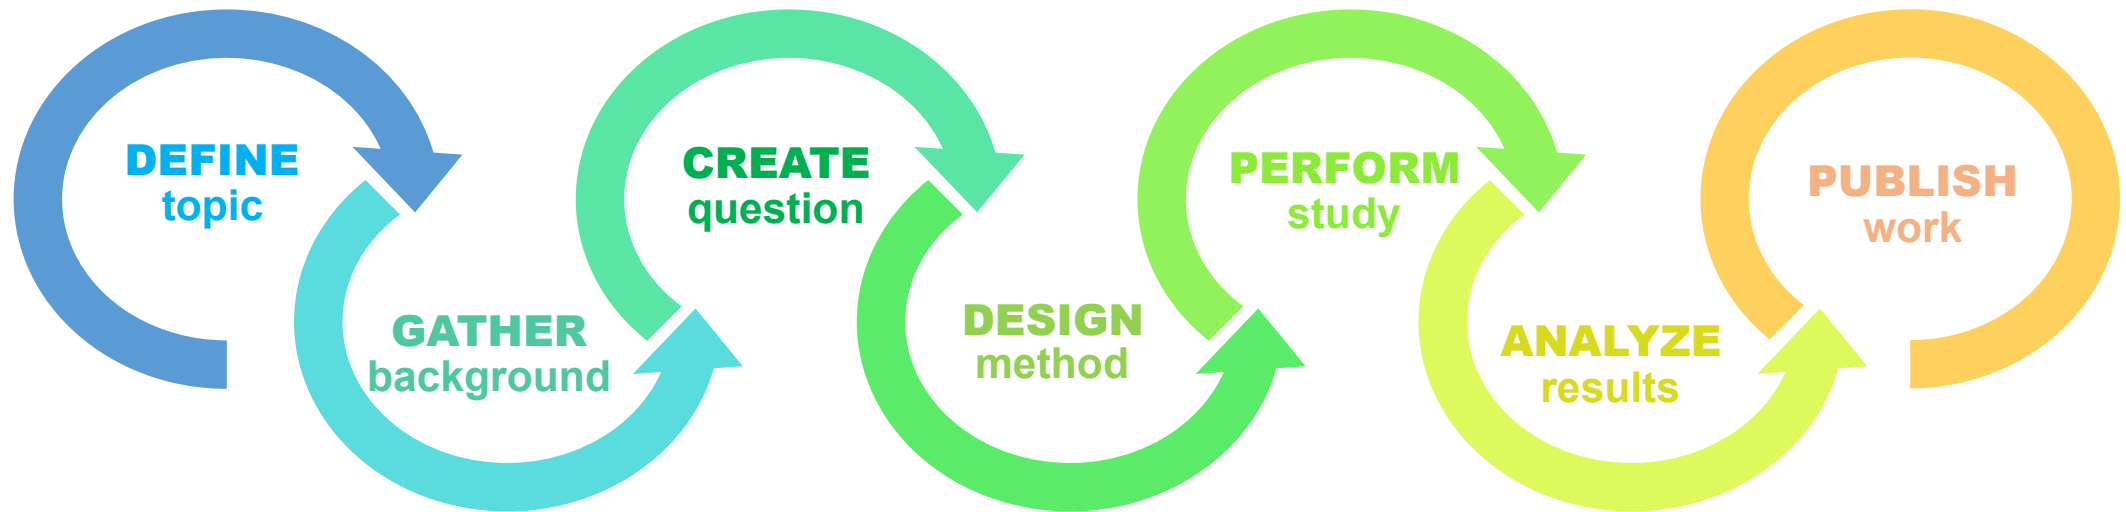 DEFINE
topic
GATHER
background
CREATE
question
DESIGN
method
PERFORM
study
ANALYZE
results
PUBLISH
work